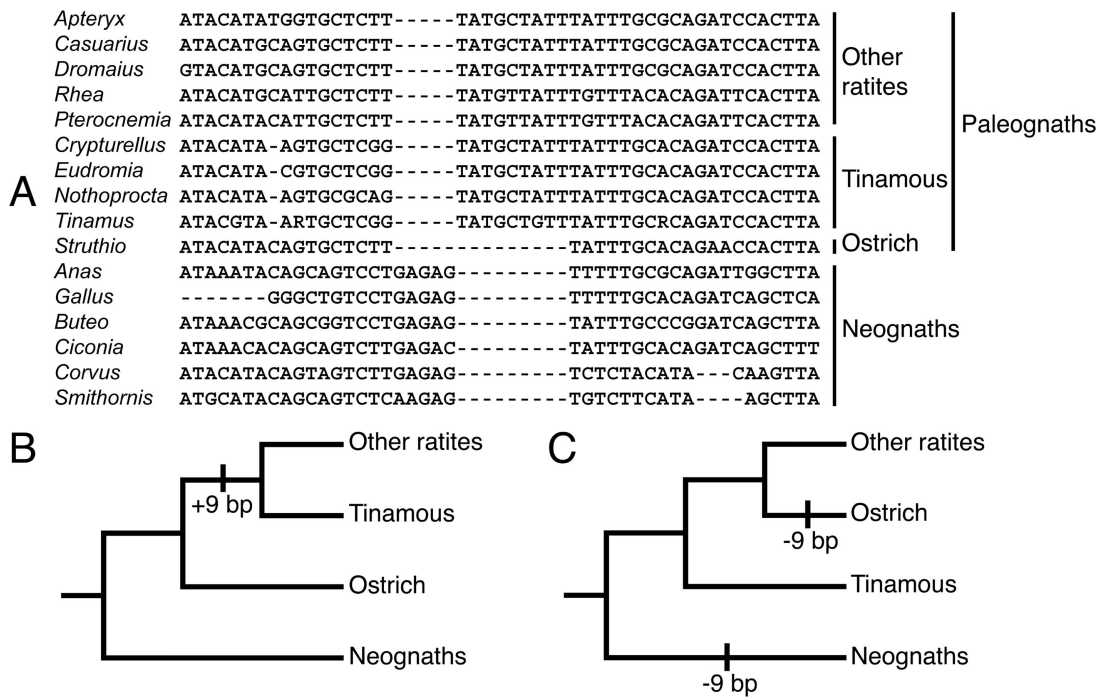 A
Apteryx ATACATATGGTGCTCTT-----TATGCTATTTATTTGCGCAGATCCACTTA
Casuarius ATACATGCAGTGCTCTT-----TATGCTATTTATTTGCGCAGATCCACTTA
Dromaius GTACATGCAGTGCTCTT-----TATGCTATTTATTTGCGCAGATCCACTTA
Rhea ATACATGCATTGCTCTT-----TATGTTATTTGTTTACACAGATTCACTTA
Pterocnemia ATACATACATTGCTCTT-----TATGTTATTTGTTTACACAGATTCACTTA
Crypturellus ATACATA-AGTGCTCGG-----TATGCTATTTATTTGCACAGATCCACTTA
Eudromia ATACATA-CGTGCTCGG-----TATGCTATTTATTTGCACAGATCCACTTA
Nothoprocta ATACATA-AGTGCGCAG-----TATGCTATTTATTTGCACAGATCCACTTA
Tinamus ATACGTA-ARTGCTCGG-----TATGCTGTTTATTTGCRCAGATCCACTTA
Struthio ATACATACAGTGCTCTT--------------TATTTGCACAGAACCACTTA
Anas ATAAATACAGCAGTCCTGAGAG---------TTTTTGCGCAGATTGGCTTA
Gallus -------GGGCTGTCCTGAGAG---------TTTTTGCACAGATCAGCTCA
Buteo ATAAACGCAGCGGTCCTGAGAG---------TATTTGCCCGGATCAGCTTA
Ciconia ATAAACACAGCAGTCTTGAGAC---------TATTTGCACAGATCAGCTTT
Corvus ATACATACAGTAGTCTTGAGAG---------TCTCTACATA---CAAGTTA
Smithornis ATGCATACAGCAGTCTCAAGAG---------TGTCTTCATA----AGCTTA
Other
ratites
Tinamous
Ostrich
Neognaths
Paleognaths
B
Other ratites
+9 bp
Tinamous
Ostrich
Neognaths
C
Other ratites
Ostrich
-9 bp
Tinamous
Neognaths
-9 bp